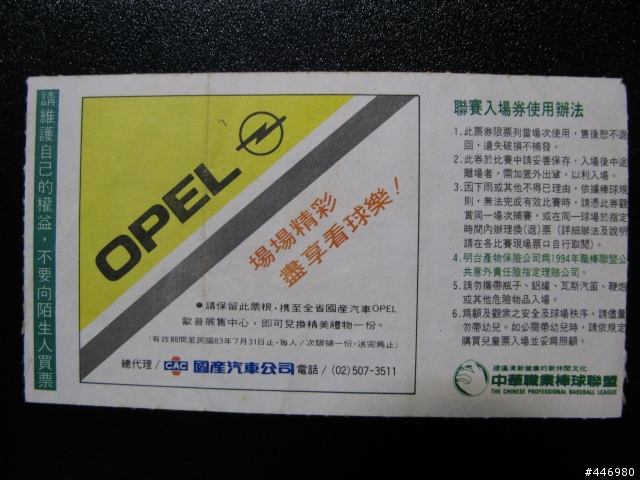 請維護自己的權益，不要向陌生人買票
OPEL
場場精彩
盡享看球樂！
●請保留此票根，携至全省國產汽車OPEL
歐普展售中心，即可兌換精美禮物一份。
(有效期間至民國83年7月31日止，每人/次限領一份，送完為止)
總代理/ CAC 國產汽車公司 電話/(02)507-3511
聯賽入場券使用辦法
1.此票券限票列當場次使用，售後恕不退
回，遺失破損不補發。
2.此券於比賽中請妥善保存，入場後中途
離場者，需加蓋外出章，以利入場。
3.因下雨或其他不得已理由，依據棒球規
則，無法完成有效比賽時，請憑此券觀
賞同一場次補賽，或在同一球場於指定
時間內辦理換(退)票(詳細辦法及說明
請在各比賽現場票口自行取閱)。
4.明台產物保險公司為1994年職棒聯盟公
共意外責任險指定理賠公司。
5.請勿攜帶瓶子、鋁罐、瓦斯汽笛、鞭炮
或其他危險物品入場。
6.為顧及觀眾之安全及球場秩序，請儘量
勿帶幼兒。如必需帶幼兒時，請依規定
購買兒童票入場並妥為照顧。
提倡清新健康的新休閒文化
中華職業棒球聯盟
THE CHINESE PROFESSIONAL BASEBALL LEAGUE
#446980